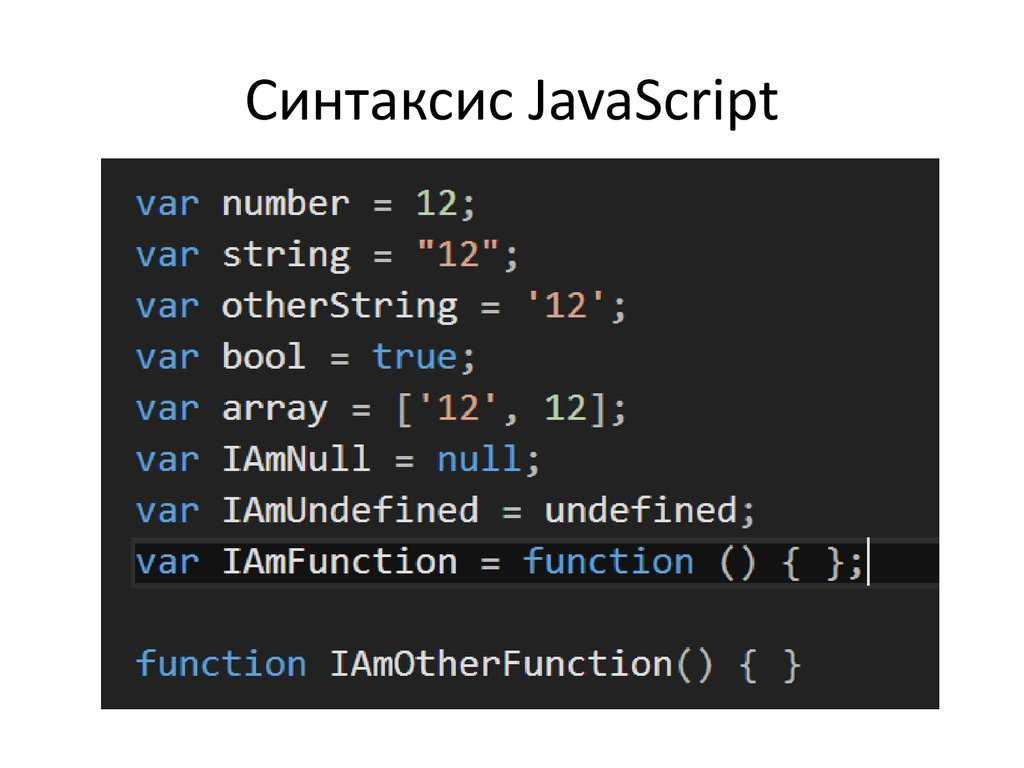 Синтаксис JavaScript
var number = 12;
var string = "12";
var otherString = '12';
var bool = true;
var array = ['12', 12];
var IAmNull = null;
var IAmUndefined = undefined;
var IAmFunction = function () { };
function IAmOtherFunction() { }